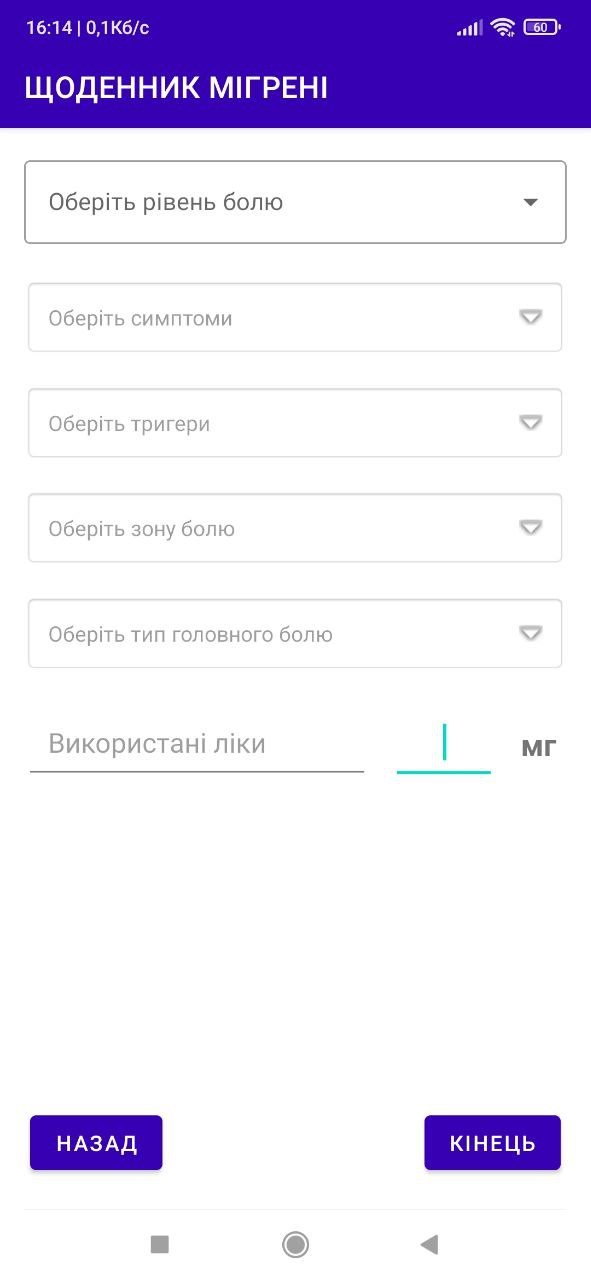 16:14 | 0,1Кб/с 60
ЩОДЕННИК МІГРЕНІ
Оберіть рівень болю
Оберіть симптоми
Оберіть тригери
Оберіть зону болю
Оберіть тип головного болю
Використані ліки мг
НАЗАД КІНЕЦЬ